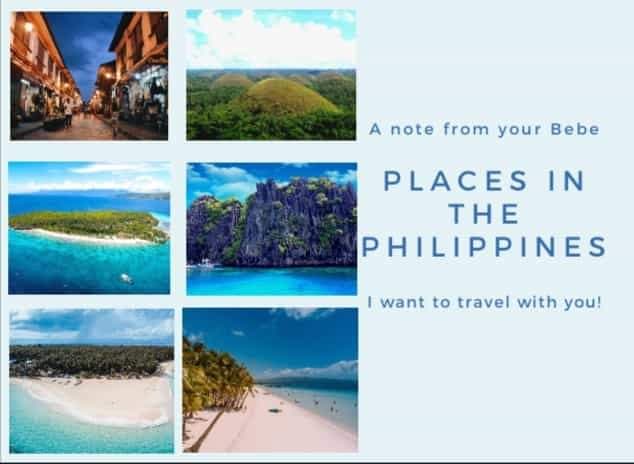 A note from your Bebe
PLACES IN
THE
PHILIPPINES
I want to travel with you!